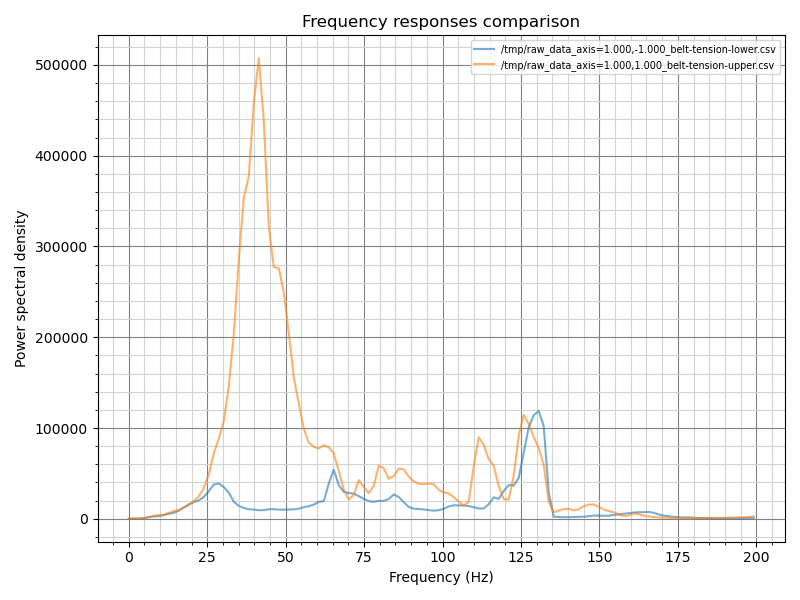 Frequency responses comparison
/tmp/raw_data_axis=1.000,-1.000_belt-tension-lower.csv
/tmp/raw_data_axis=1.000,1.000_belt-tension-upper.csv
Power spectral density
500000
400000
300000
200000
100000
0
0 25 50 75 100 125 150 175 200
Frequency (Hz)